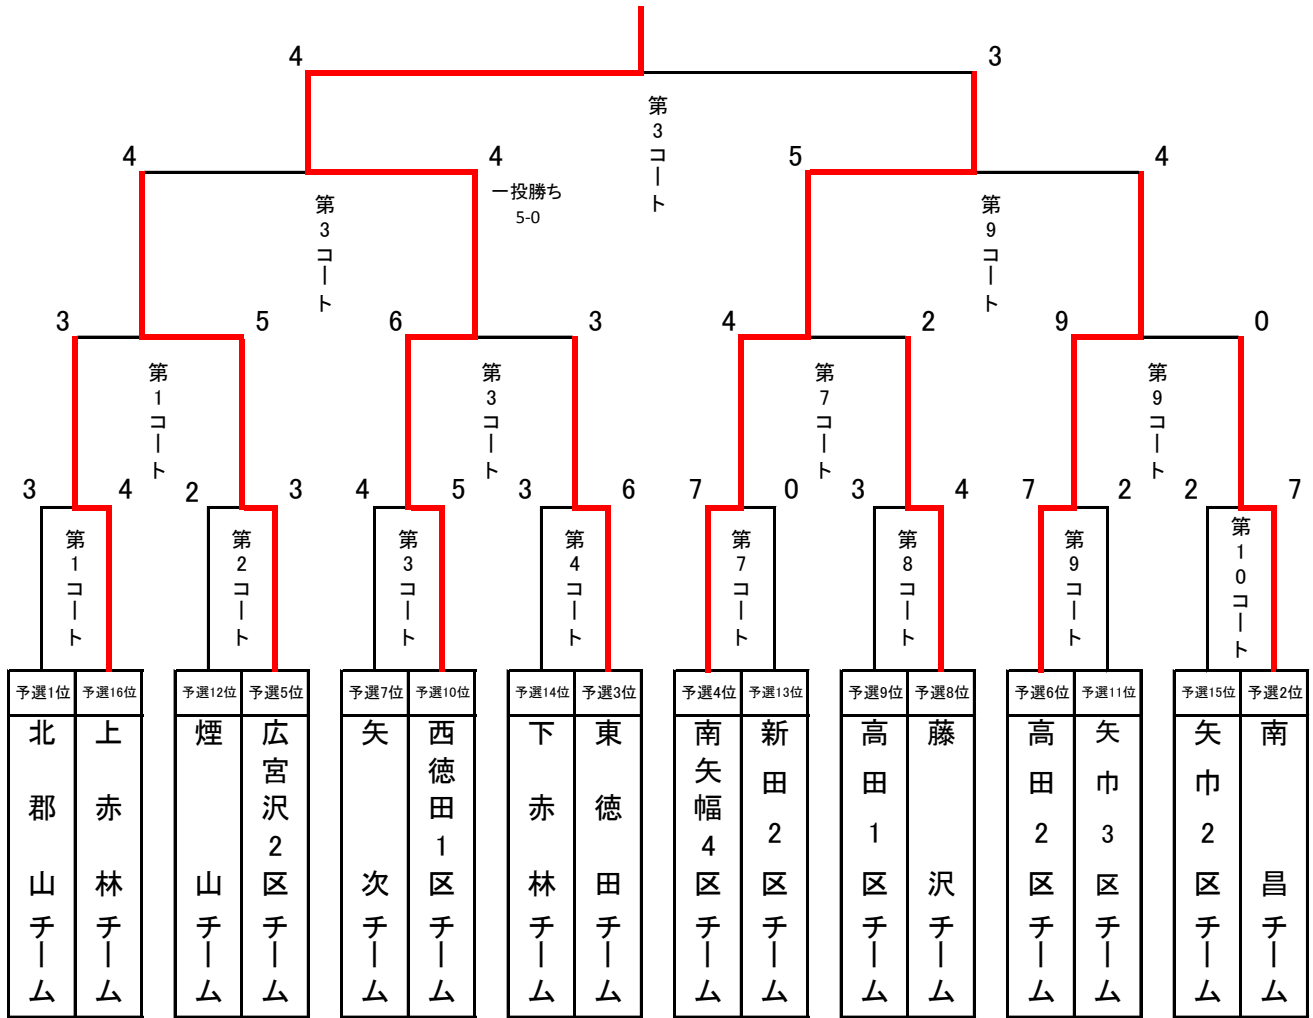 4
3
第3コート
4
4
5
4
一投勝ち
5-0
第3コート
第9コート
3
5
6
3
4
2
9
0
第1コート
第3コート
第7コート
第9コート
3
4
2
3
4
5
3
6
7
0
3
4
7
2
2
7
第1コート
第2コート
第3コート
第4コート
第7コート
第8コート
第9コート
第10コート
予選1位
予選16位
予選12位
予選5位
予選7位
予選10位
予選14位
予選3位
予選4位
予選13位
予選9位
予選8位
予選6位
予選11位
予選15位
予選2位
北郡山チーム
上赤林チーム
煙山チーム
広宮沢2区チーム
矢次チーム
西徳田1区チーム
下赤林チーム
東徳田チーム
南矢幅4区チーム
新田2区チーム
高田1区チーム
藤沢チーム
高田2区チーム
矢巾3区チーム
矢巾2区チーム
南昌チーム